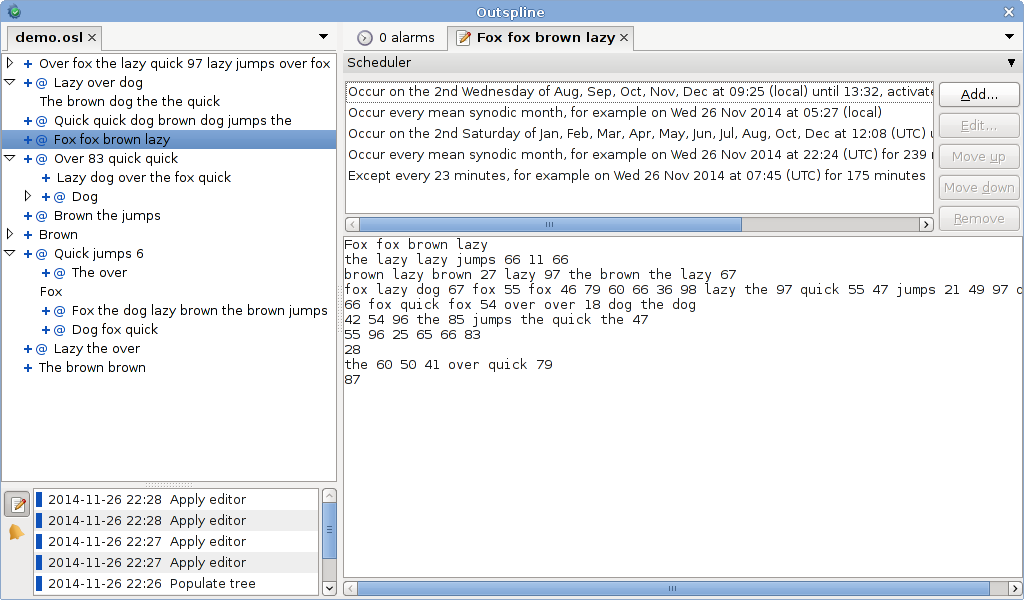 Outspline
demo.osl
Over fox the lazy quick 97 lazy jumps over fox
+ @ Lazy over dog
The brown dog the the quick
+ @ Quick quick dog brown dog jumps the
+ @ Fox fox brown lazy
+ @ Over 83 quick quick
+ Lazy dog over the fox quick
+ @ Dog
+ @ Brown the jumps
+ Brown
+ @ Quick jumps 6
+ @ The over
Fox
+ @ Fox the dog lazy brown the brown jumps
+ @ Dog fox quick
+ @ Lazy the over
+ The brown brown
2014-11-26 22:28 Apply editor
2014-11-26 22:28 Apply editor
2014-11-26 22:27 Apply editor
2014-11-26 22:27 Apply editor
2014-11-26 22:26 Populate tree
0 alarms
Fox fox brown lazy
Scheduler
Occur on the 2nd Wednesday of Aug, Sep, Oct, Nov, Dec at 09:25 (local) until 13:32, activate
Occur every mean synodic month, for example on Wed 26 Nov 2014 at 05:27 (local)
Occur on the 2nd Saturday of Jan, Feb, Mar, Apr, May, Jun, Jul, Aug, Oct, Dec at 12:08 (UTC)
Occur every mean synodic month, for example on Wed 26 Nov 2014 at 22:24 (UTC) for 239
Except every 23 minutes, for example on Wed 26 Nov 2014 at 07:45 (UTC) for 175 minutes
Add...
Edit...
Move up
Move down
Remove
Fox fox brown lazy
the lazy lazy jumps 66 11 66
brown lazy brown 27 lazy 97 the brown the lazy 67
fox lazy dog 67 fox 55 fox 46 79 60 66 36 98 lazy the 97 quick 55 47 jumps 21 49 97
66 fox quick fox 54 over over 18 dog the dog
42 54 96 the 85 jumps the quick the 47
55 96 25 65 66 83
28
the 60 50 41 over quick 79
87